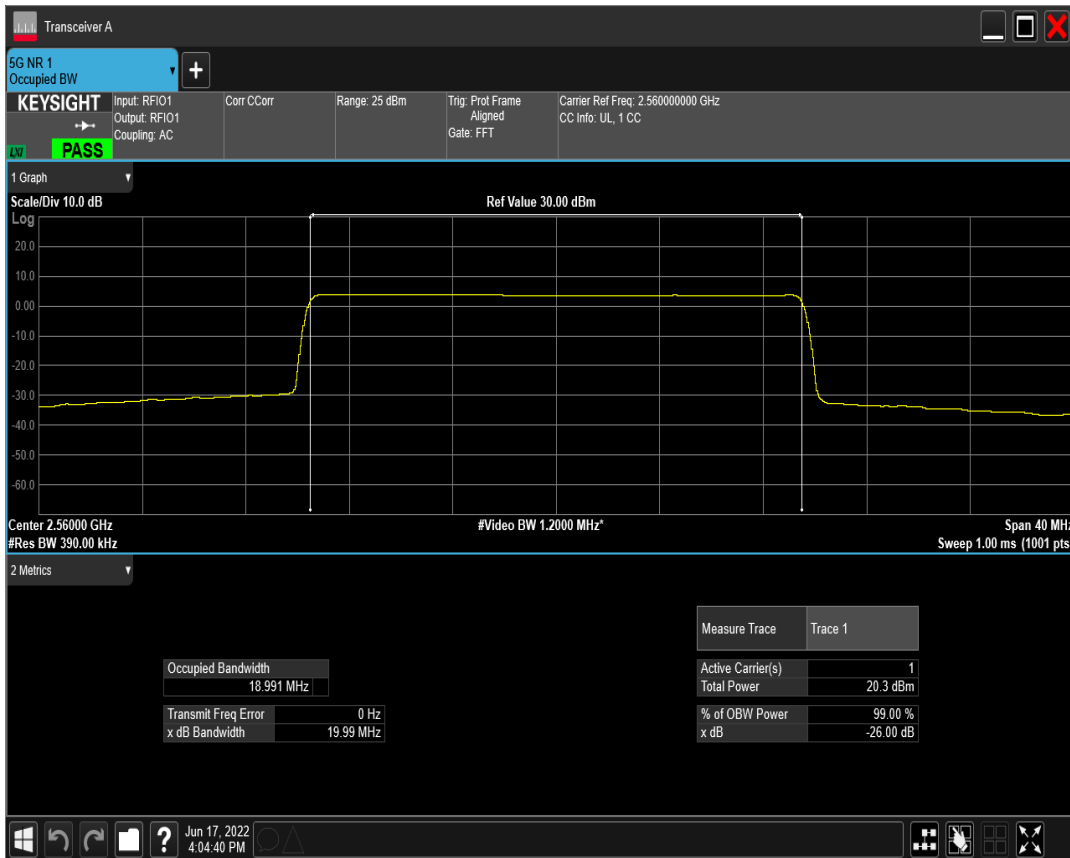 Transceiver A
5G NR 1
Occupied BW
+
KEYSIGHT
LXI
PASS
Input: RFIO1
Output: RFIO1
Coupling: AC
Corr CCorr
Range: 25 dBm
Trig: Prot Frame
Aligned
Gate: FFT
Carrier Ref Freq: 2.560000000 GHz
CC Info: UL, 1 CC
1 Graph
Scale/Div 10.0 dB
Ref Value 30.00 dBm
Log
20.0
10.0
0.00
-10.0
-20.0
-30.0
-40.0
-50.0
-60.0
Center 2.56000 GHz
#Video BW 1.2000 MHz*
Span 40 MHz
#Res BW 390.00 kHz
Sweep 1.00 ms (1001 pts
2 Metrics
Measure Trace Trace 1
Occupied Bandwidth
18.991 MHz
Transmit Freq Error 0 Hz
x dB Bandwidth 19.99 MHz
Active Carrier(s) 1
Total Power 20.3 dBm
% of OBW Power 99.00 %
x dB -26.00 dB
?
Jun 17, 2022
4:04:40 PM